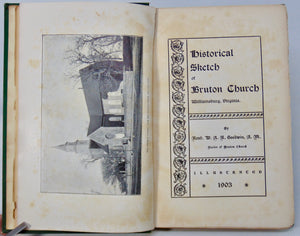 Historical
Sketch
of
Bruton Church
Williamsburg, Virginia.
By
Rev. W. A. R. Goodwin, A. M.
Rector of Bruton Church
ILLUSTRATED
1903